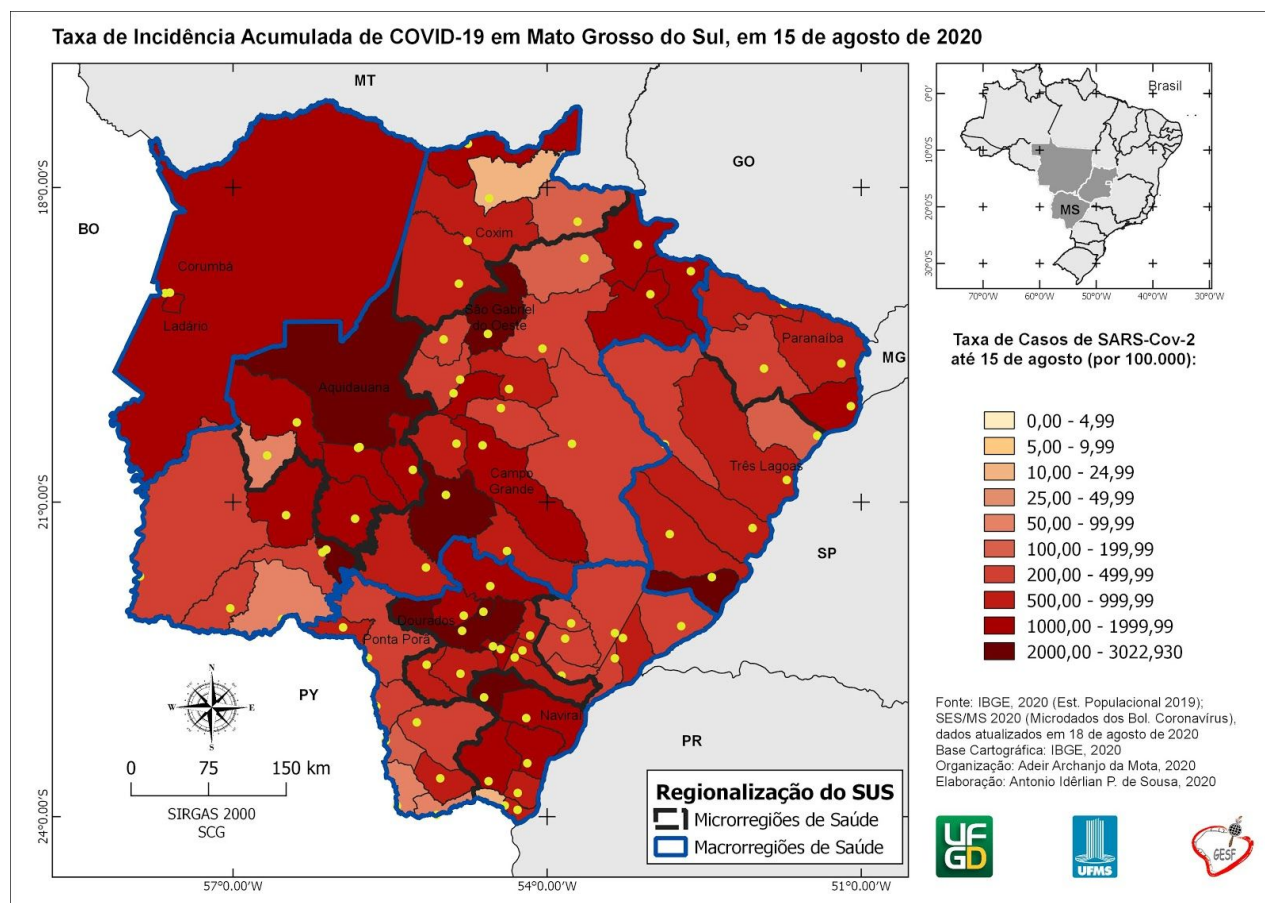 Taxa de Incidência Acumulada de COVID-19 em Mato Grosso do Sul, em 15 de agosto de 2020
MT
GO
BO
MG
SP
PR
PY
Coxim
Corumbá
Ladário
São Gabriel
do Oeste
Paranaíba
Aquidauana
Três Lagoas
Campo
Grande
Dourados
Ponta Porã
Naviraí
18°0.00'S
21°0.00'S
24°0.00'S
57°0.00'W
54°0.00'W
51°0.00'W
N
W
E
S
0 75 150 km
SIRGAS 2000
SCG
Regionalização do SUS
Microrregiões de Saúde
Macrorregiões de Saúde
Brasil
MS
0°0'
10°0'S
20°0'S
30°0'S
70°0'W 60°0'W 50°0'W 40°0'W 30°0'W
Taxa de Casos de SARS-Cov-2
até 15 de agosto (por 100.000):
0,00 - 4,99
5,00 - 9,99
10,00 - 24,99
25,00 - 49,99
50,00 - 99,99
100,00 - 199,99
200,00 - 499,99
500,00 - 999,99
1000,00 - 1999,99
2000,00 - 3022,930
Fonte: IBGE, 2020 (Est. Populacional 2019);
SES/MS 2020 (Microdados dos Bol. Coronavírus),
dados atualizados em 18 de agosto de 2020
Base Cartográfica: IBGE, 2020
Organização: Adeir Archanjo da Mota, 2020
Elaboração: Antonio Idêrlian P. de Sousa, 2020
UF
GD
UFMS
GESF